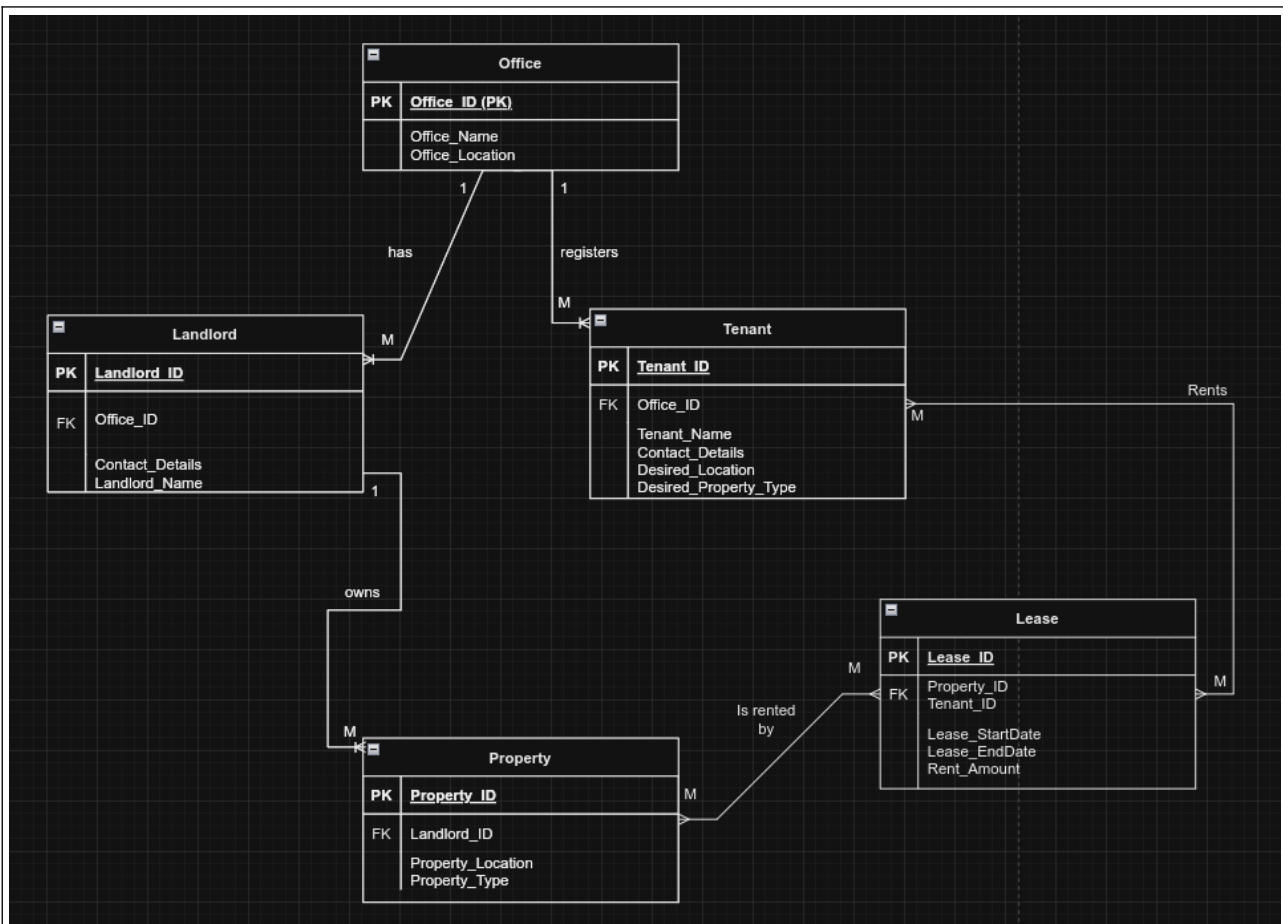 Office
PK Office_ID (PK)
Office_Name
Office_Location
1
1
has
registers
M
M
Landlord
PK Landlord_ID
FK Office_ID
Contact_Details
Landlord_Name
1
Tenant
PK Tenant_ID
FK Office_ID
Tenant_Name
Contact_Details
Desired_Location
Desired_Property_Type
M
Rents
owns
M
Lease
PK Lease_ID
FK Property_ID
Tenant_ID
Lease_StartDate
Lease_EndDate
Rent_Amount
M
M
Is rented
by
M
Property
PK Property_ID
FK Landlord_ID
Property_Location
Property_Type